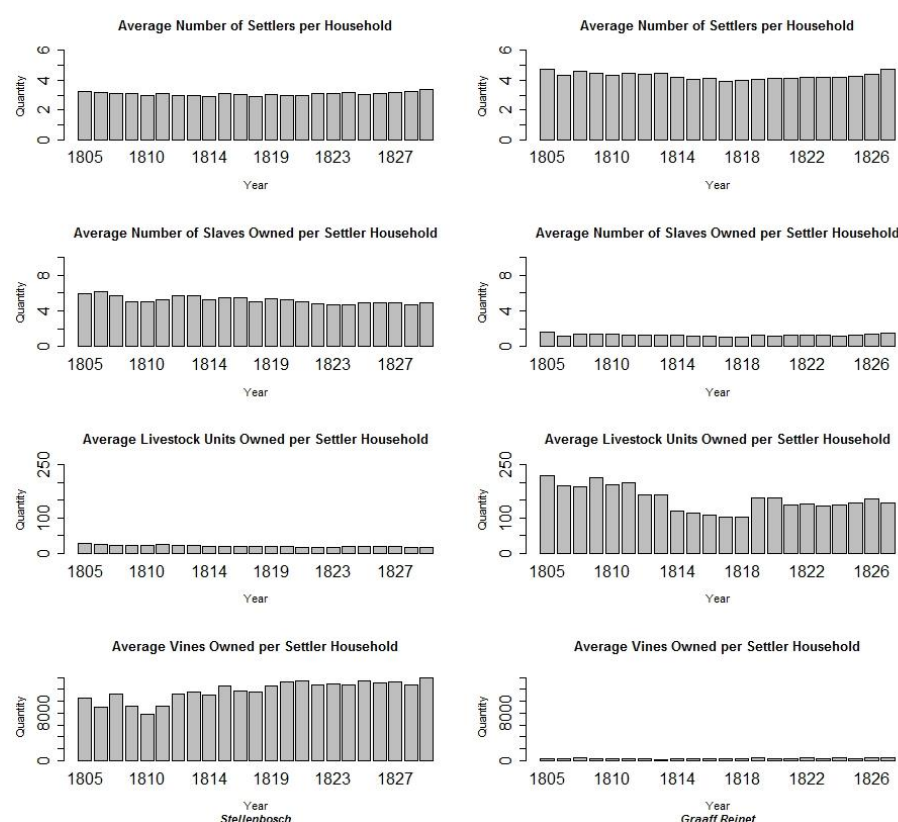 Average Number of Settlers per Household
Quantity
0 2 4 6
1805 1810 1814 1819 1823 1827
Year
Average Number of Settlers per Household
Quantity
0 2 4 6
1805 1810 1814 1818 1822 1826
Year
Average Number of Slaves Owned per Settler Household
Quantity
0 4 8
1805 1810 1814 1819 1823 1827
Year
Average Number of Slaves Owned per Settler Household
Quantity
0 4 8
1805 1810 1814 1818 1822 1826
Year
Average Livestock Units Owned per Settler Household
Quantity
0 100 250
1805 1810 1814 1819 1823 1827
Year
Average Livestock Units Owned per Settler Household
Quantity
0 100 250
1805 1810 1814 1818 1822 1826
Year
Average Vines Owned per Settler Household
Quantity
0 8000
1805 1810 1814 1819 1823 1827
Year
Stellenbosch
Average Vines Owned per Settler Household
Quantity
0 8000
1805 1810 1814 1818 1822 1826
Year
Graaff Reinet